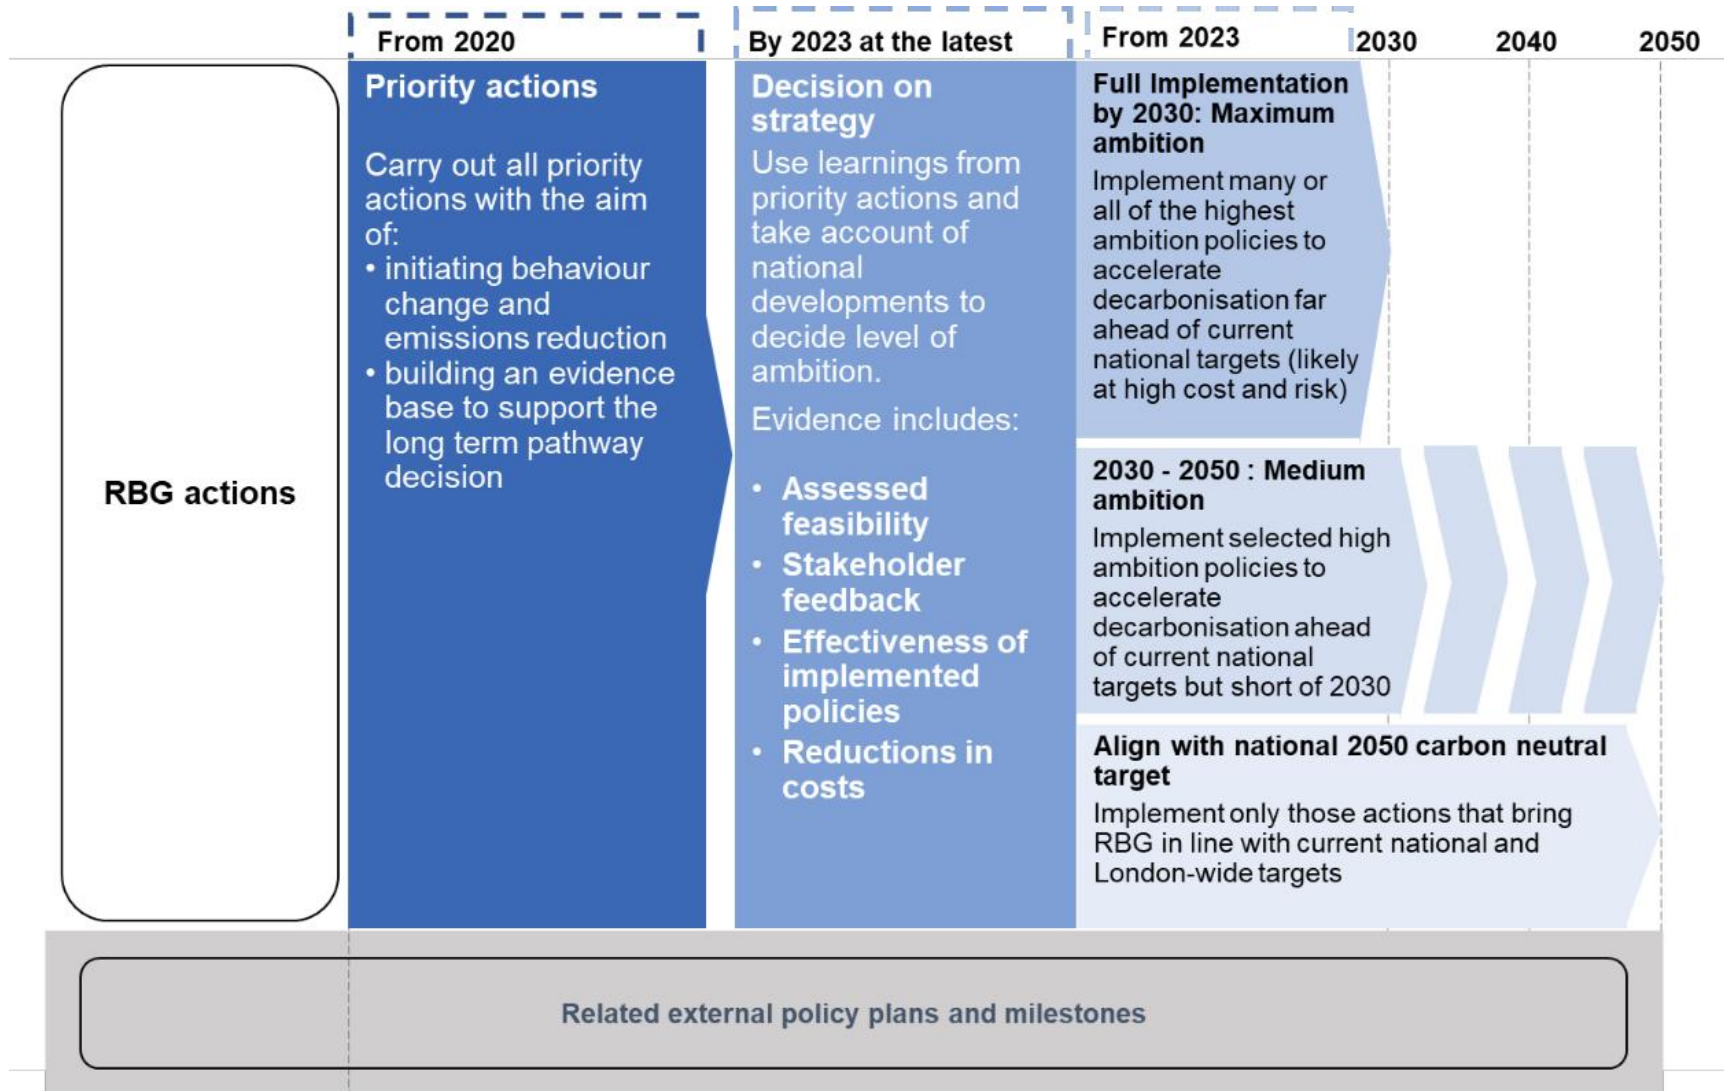 From 2020
By 2023 at the latest
From 2023
2030
2040
2050
RBG actions
Priority actions
Carry out all priority
actions with the aim
of:
• initiating behaviour
change and
emissions reduction
• building an evidence
base to support the
long term pathway
decision
Decision on
strategy
Use learnings from
priority actions and
take account of
national
developments to
decide level of
ambition.
Evidence includes:
• Assessed
feasibility
• Stakeholder
feedback
• Effectiveness of
implemented
policies
• Reductions in
costs
Full Implementation
by 2030: Maximum
ambition
Implement many or
all of the highest
ambition policies to
accelerate
decarbonisation far
ahead of current
national targets (likely
at high cost and risk)
2030 - 2050 : Medium
ambition
Implement selected high
ambition policies to
accelerate
decarbonisation ahead
of current national
targets but short of 2030
Align with national 2050 carbon neutral
target
Implement only those actions that bring
RBG in line with current national and
London-wide targets
Related external policy plans and milestones